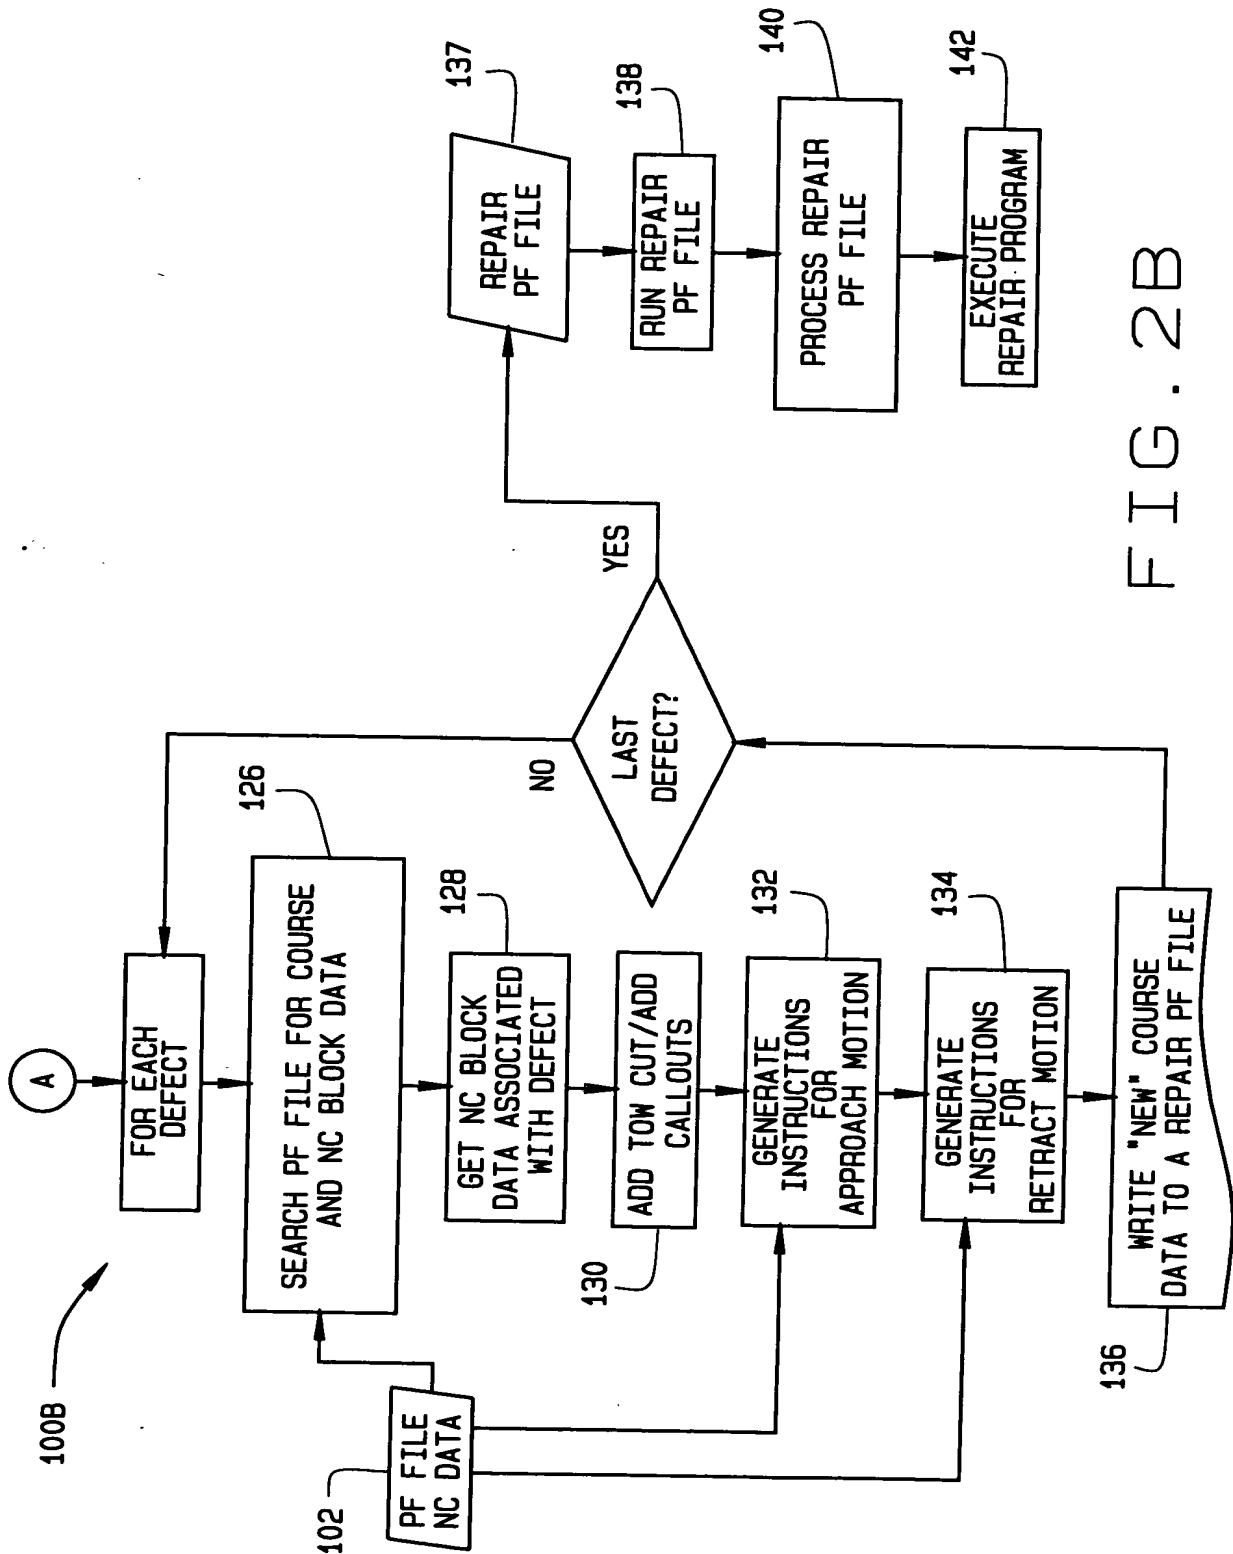 100B
A
FOR EACH
DEFECT
126
SEARCH PF FILE FOR COURSE
AND NC BLOCK DATA
102
PF FILE
NC DATA
128
GET NC BLOCK
DATA ASSOCIATED
WITH DEFECT
130
ADD TOW CUT/ADD
CALLOUTS
132
GENERATE
INSTRUCTIONS
FOR
APPROACH MOTION
134
GENERATE
INSTRUCTIONS
FOR
RETRACT MOTION
136
WRITE "NEW" COURSE
DATA TO A REPAIR PF FILE
NO
LAST
DEFECT?
YES
137
REPAIR
PF FILE
138
RUN REPAIR
PF FILE
140
PROCESS REPAIR
PF FILE
142
EXECUTE
REPAIR PROGRAM
FIG. 2B